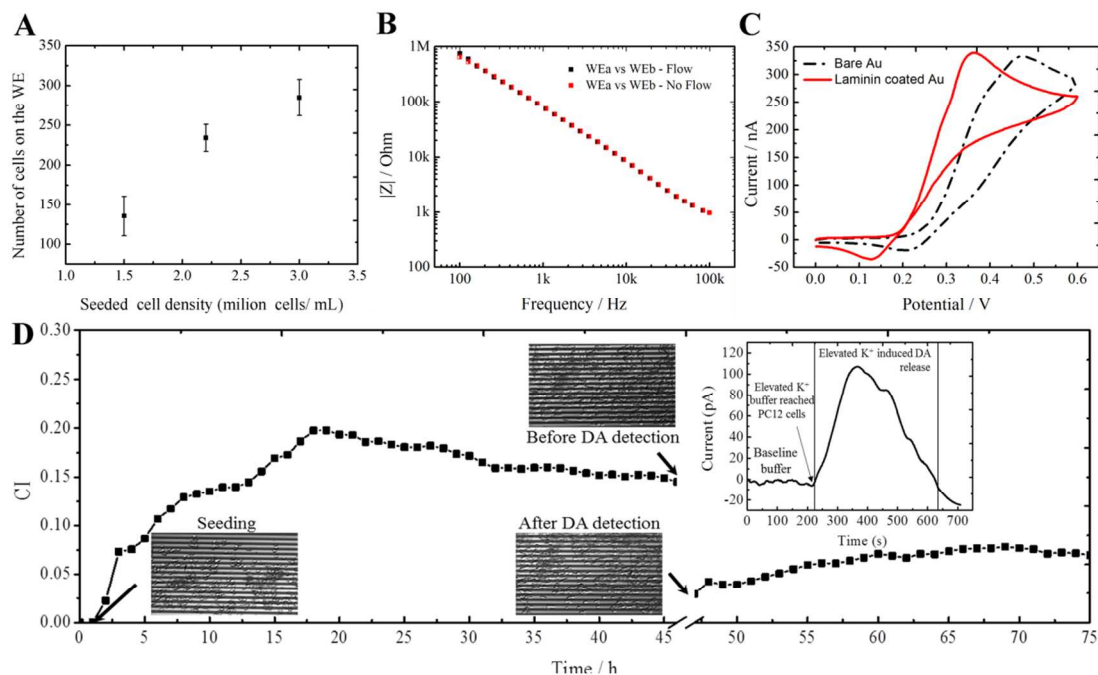 A
350
300
250
200
150
100
1.0
1.5
2.0
2.5
3.0
3.5
Number of cells on the WE
Seeded cell density (milion cells/ mL)
B
1M
100k
10k
1k
100
100
1k
10k
100k
WEa vs WEb - Flow
WEa vs WEb - No Flow
|Z| / Ohm
Frequency / Hz
C
350
300
250
200
150
100
50
0
-50
0.0
0.1
0.2
0.3
0.4
0.5
0.6
Bare Au
Laminin coated Au
Current / nA
Potential / V
D
0.30
0.25
0.20
0.15
0.10
0.05
0.00
CI
0
5
10
15
20
25
30
35
40
45
50
55
60
65
70
75
Time / h
Seeding
Before DA detection
After DA detection
120
100
80
60
40
20
0
-20
Current (pA)
Elevated K⁺ induced DA
release
Elevated K⁺
buffer reached
PC12 cells
Baseline
buffer
0
100
200
300
400
500
600
700
Time (s)